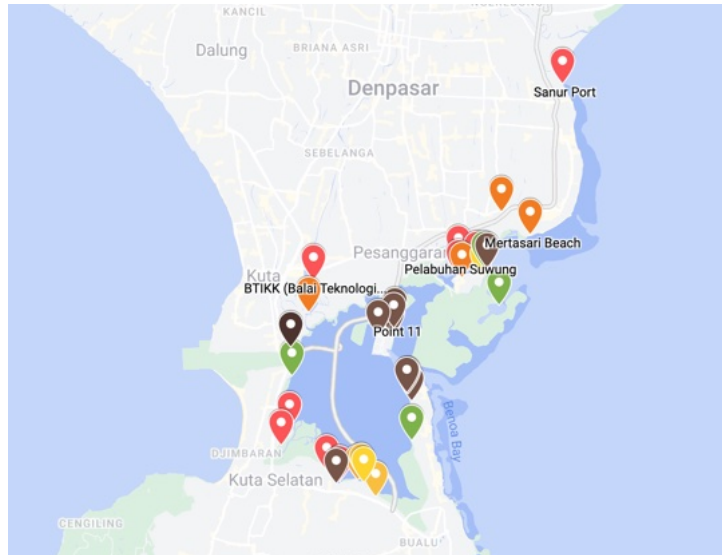 KANCIL
Dalung
BRIANA ASRI
Denpasar
Sanur Port
SEBELANGA
Pesanggaran
Mertasari Beach
Kuta
Pelabuhan Suwung
BTIKK (Balai Teknologi...
Point 11
Benoa Bay
DJIMBARAN
Kuta Selatan
CENGILING
BUALU